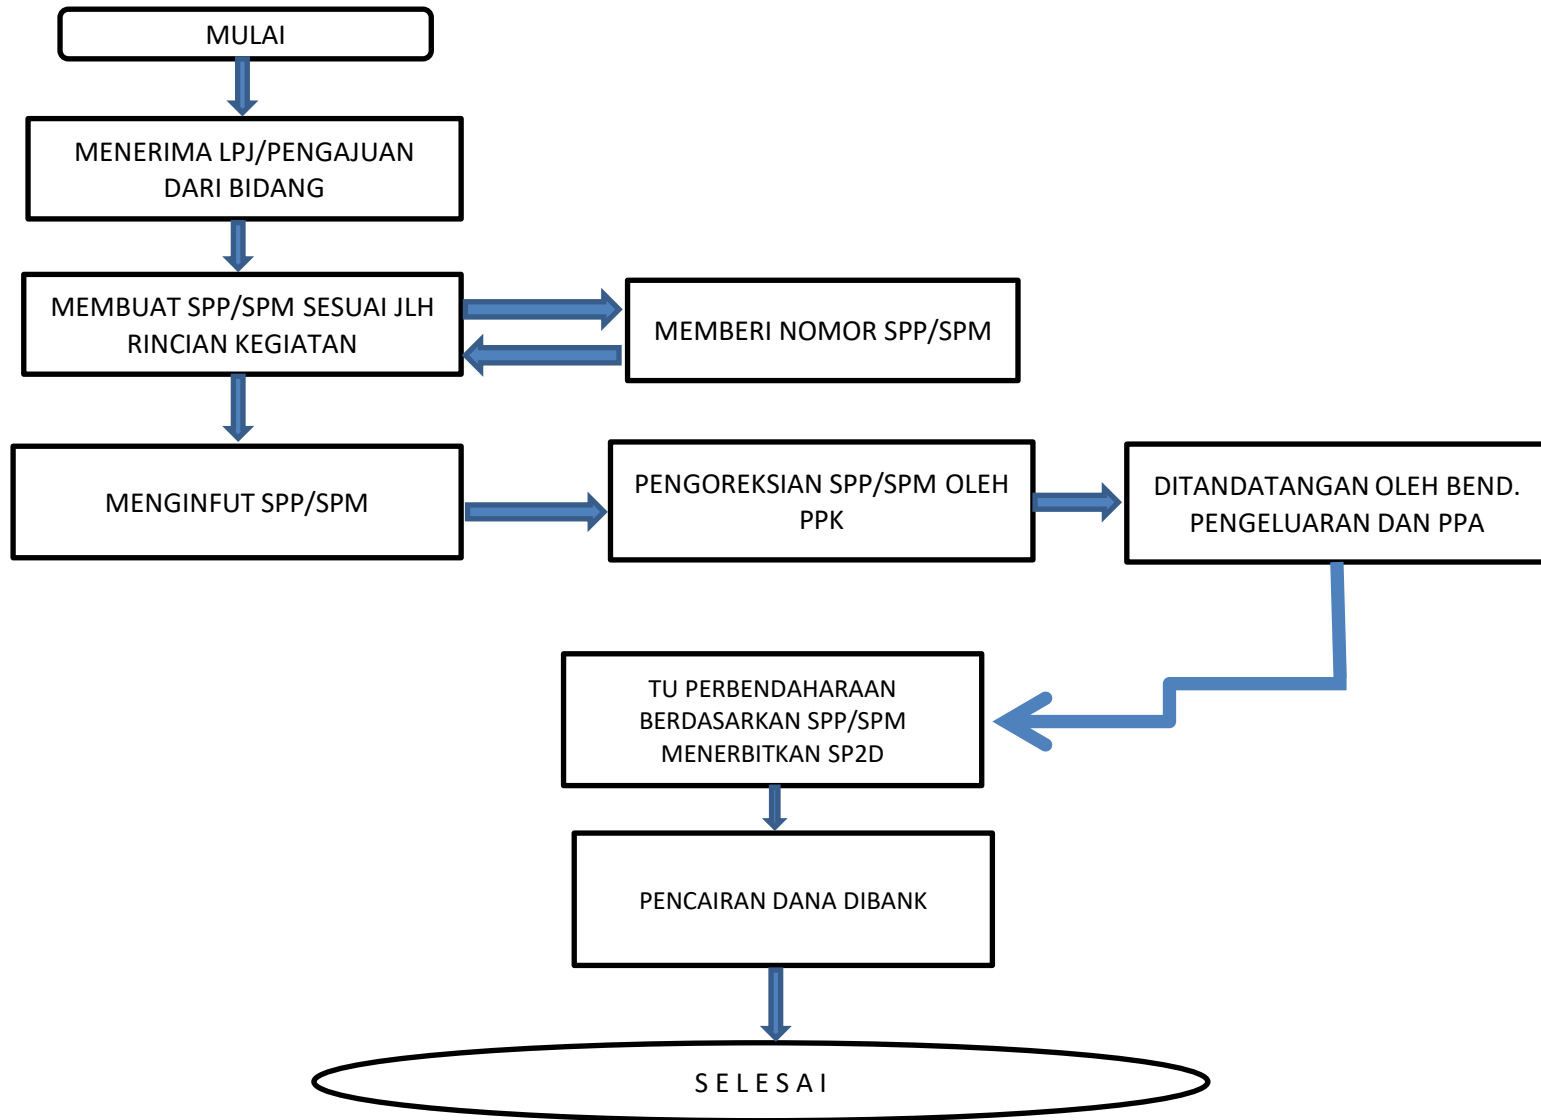 MULAI
MENERIMA LPJ/PENGAJUAN
DARI BIDANG
MEMBUAT SPP/SPM SESUAI JLH
RINCIAN KEGIATAN
MEMBERI NOMOR SPP/SPM
MENGINFUT SPP/SPM
PENGOREKSIAN SPP/SPM OLEH
PPK
DITANDATANGAN OLEH BEND.
PENGELUARAN DAN PPA
TU PERBENDAHARAAN
BERDASARKAN SPP/SPM
MENERBITKAN SP2D
PENCAIRAN DANA DIBANK
S E L E S A I